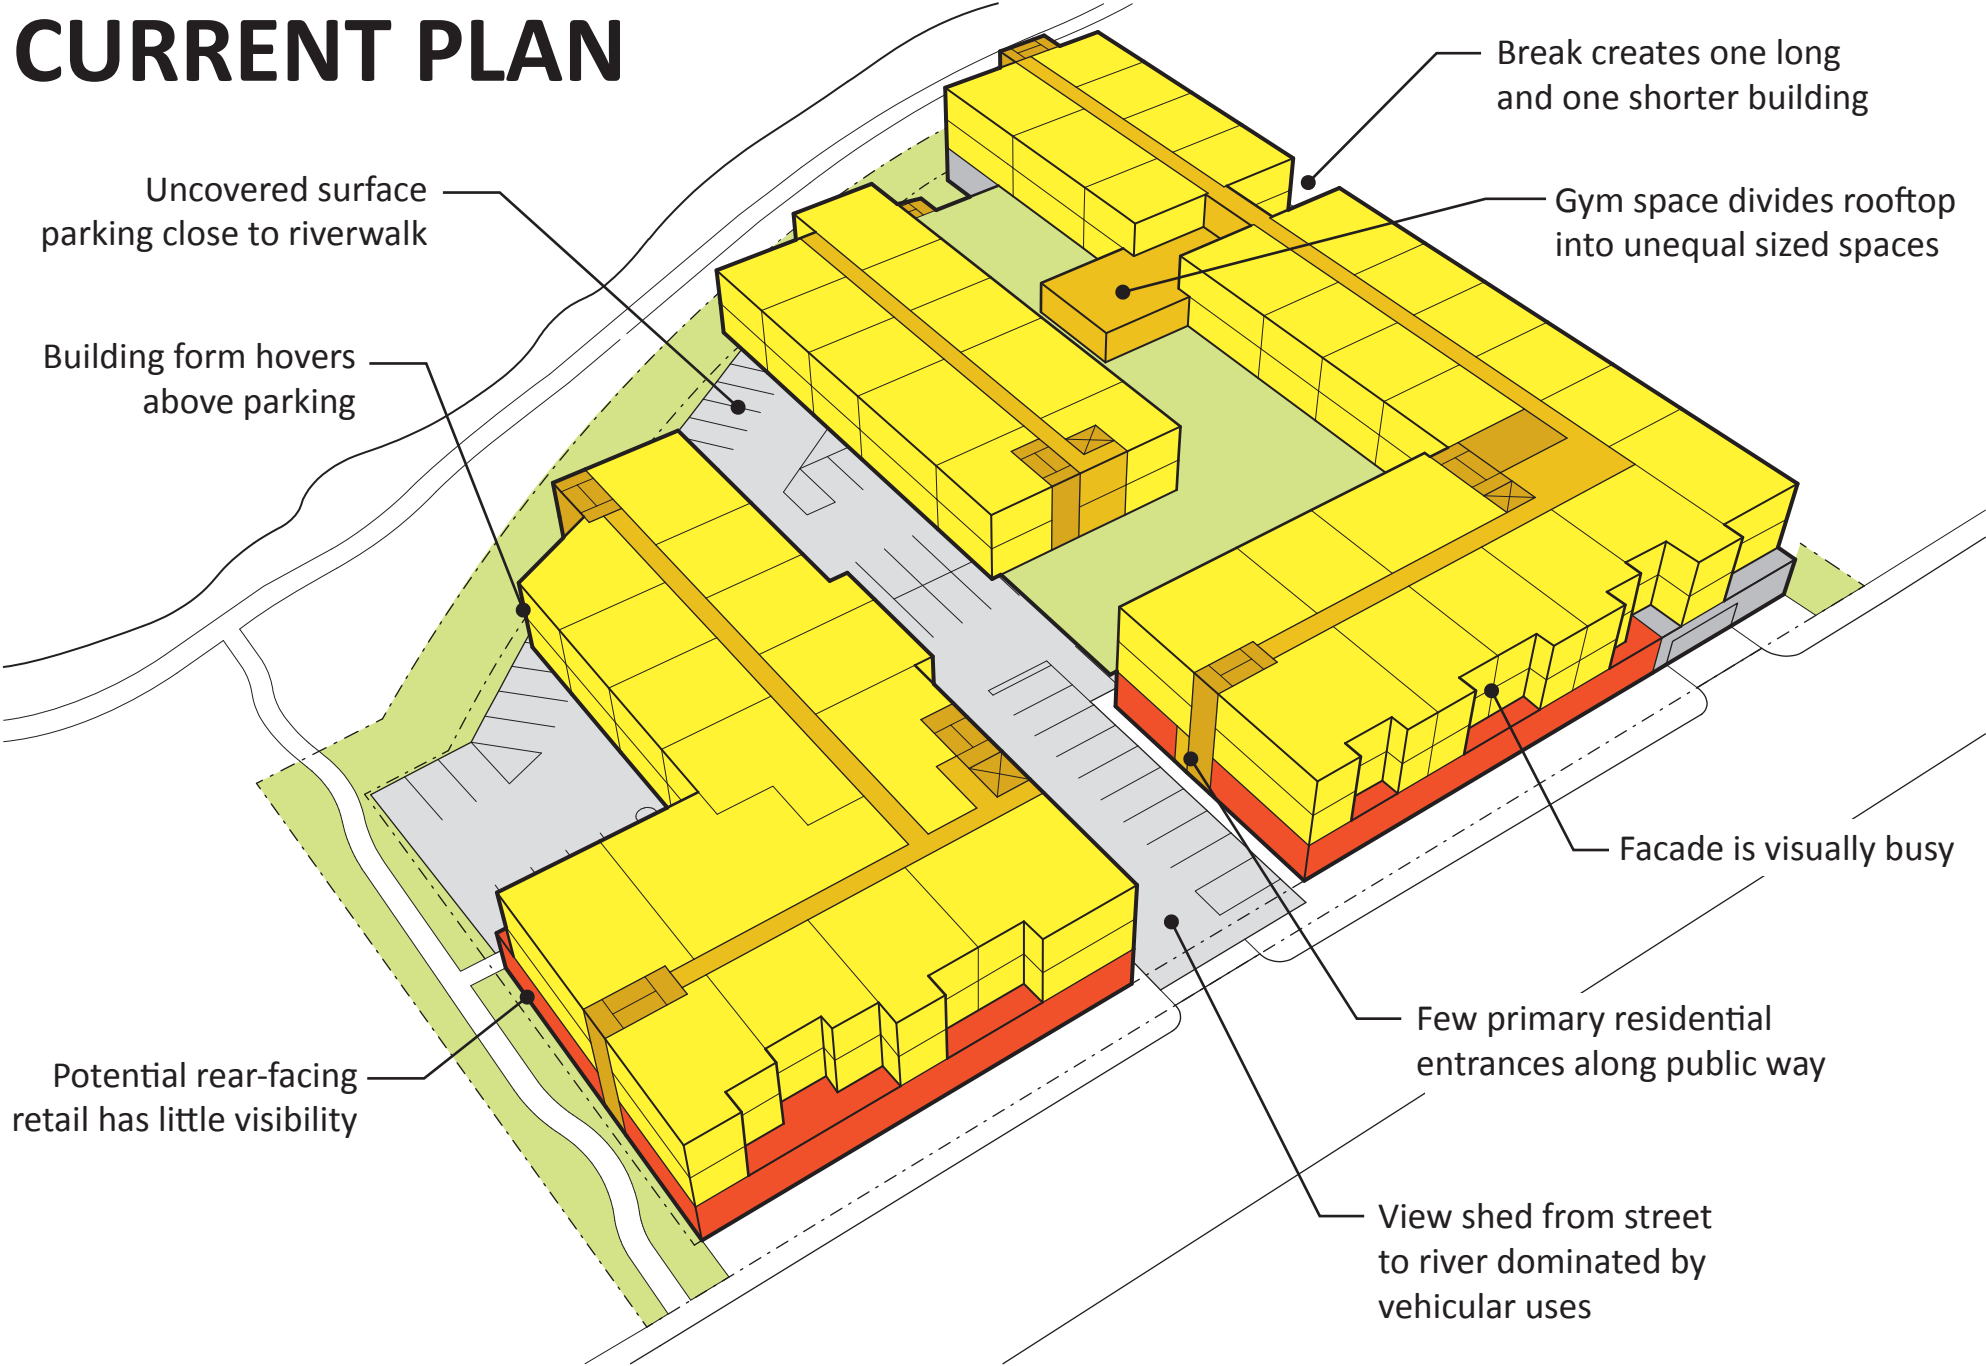 CURRENT PLAN
Break creates one long
and one shorter building
Uncovered surface
parking close to riverwalk
Gym space divides rooftop
into unequal sized spaces
Building form hovers
above parking
Facade is visually busy
Few primary residential
entrances along public way
Potential rear-facing
retail has little visibility
View shed from street
to river dominated by
vehicular uses